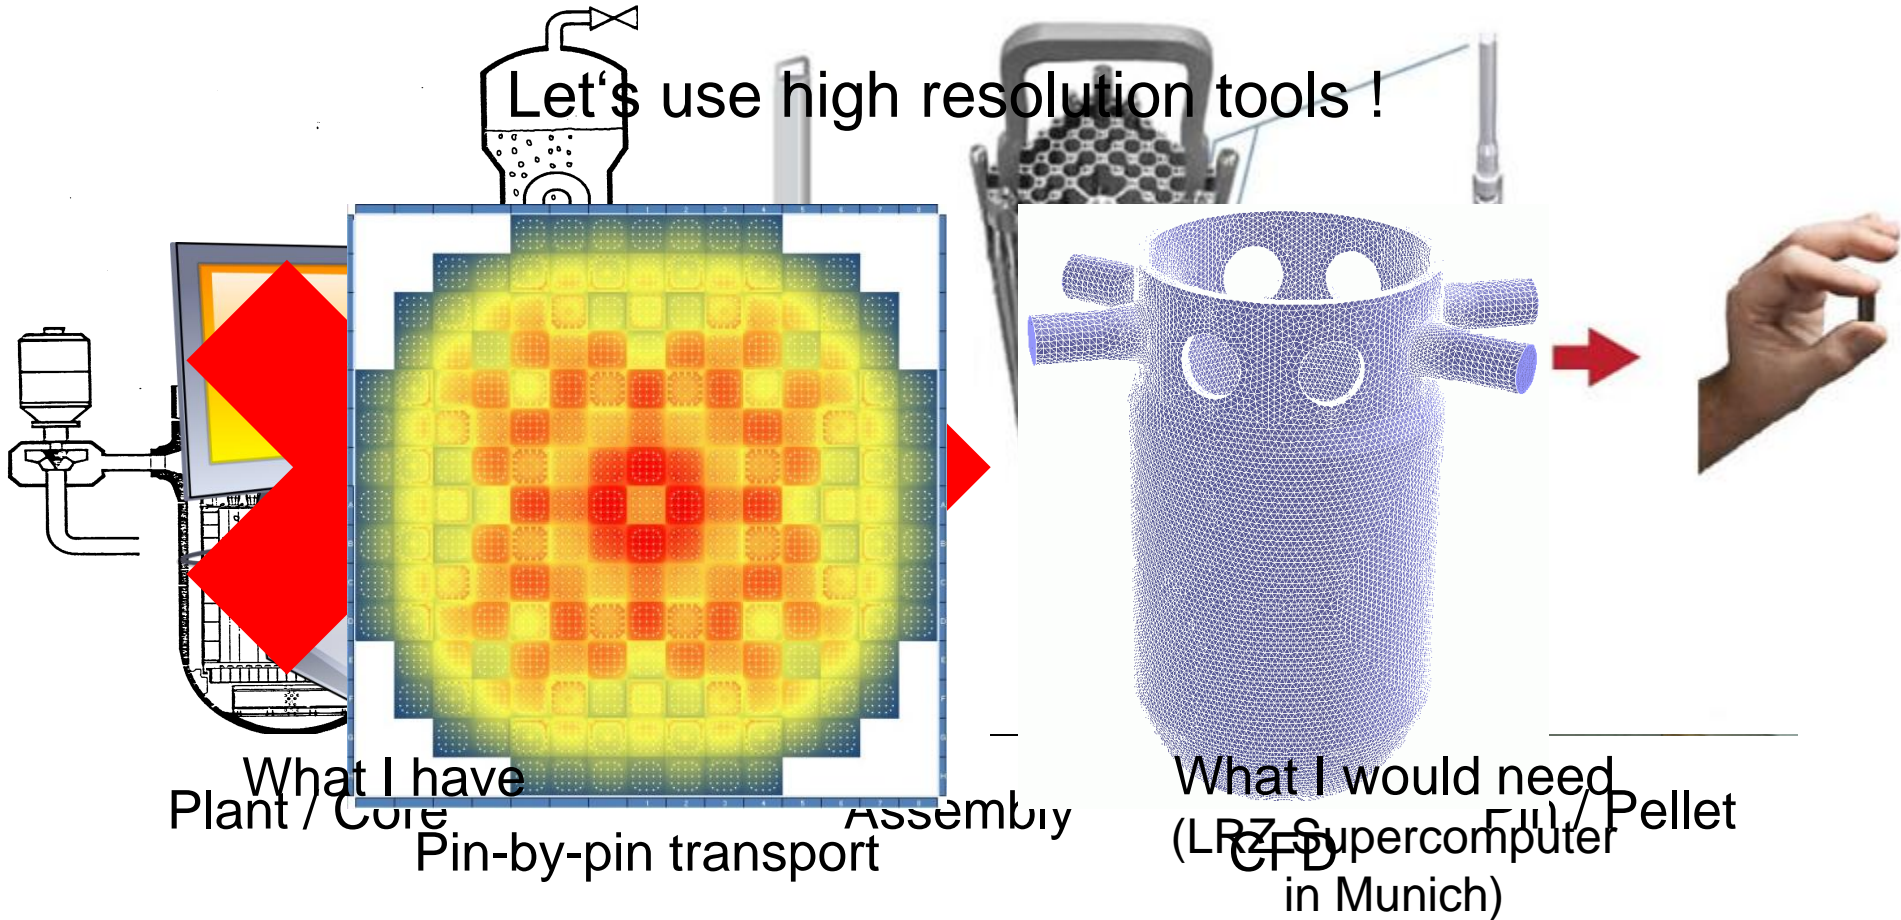 Let‘s use high resolution tools !
What I have
What I would need
Plant / Core
Assembly
Pin / Pellet
(LRZ Supercomputer
Pin-by-pin transport
CFD
in Munich)